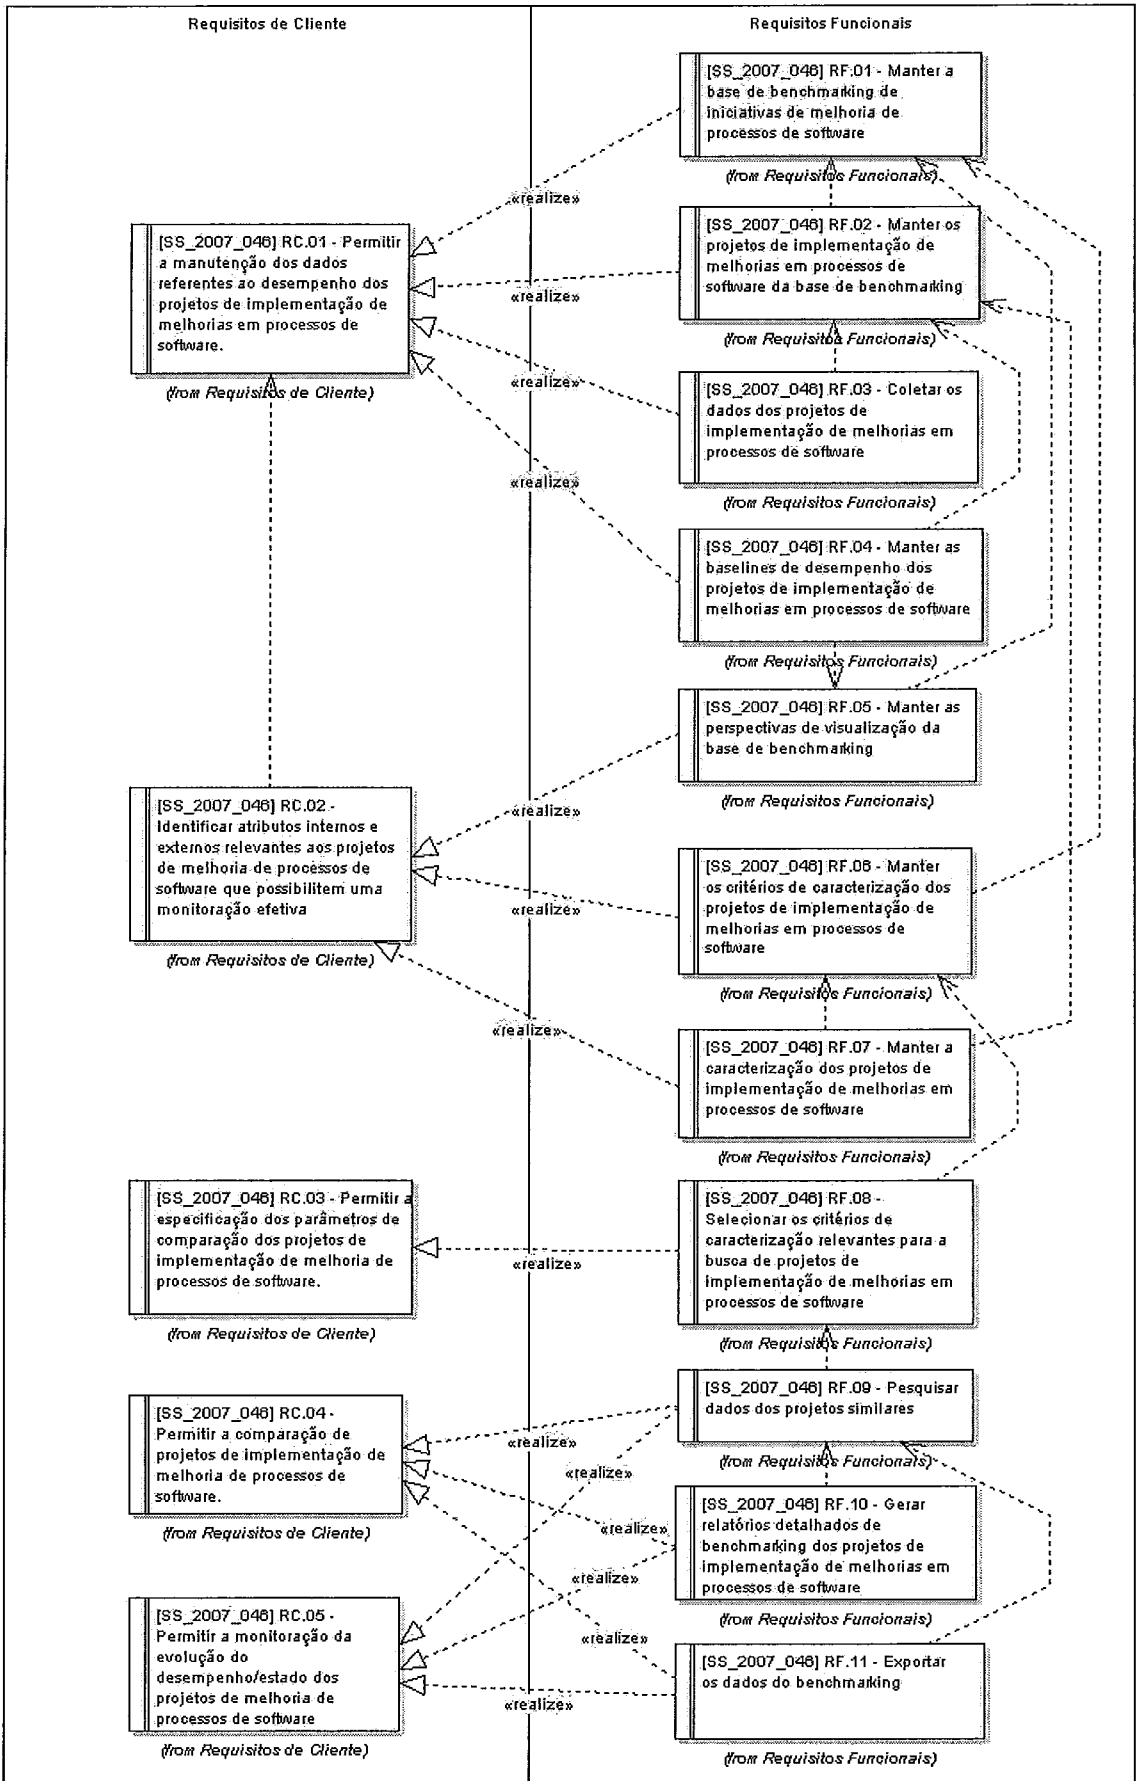 Requisitos de Cliente
[SS_2007_046] RC.01 - Permitir
a manutenção dos dados
referentes ao desempenho dos
projetos de implementação de
melhorias em processos de
software.
(from Requisitos de Cliente)
[SS_2007_046] RC.02 -
Identificar atributos internos e
externos relevantes aos projetos
de melhoria de processos de
software que possibilitem uma
monitoração efetiva
(from Requisitos de Cliente)
[SS_2007_046] RC.03 - Permitir a
especificação dos parâmetros de
comparação dos projetos de
implementação de melhoria de
processos de software.
(from Requisitos de Cliente)
[SS_2007_046] RC.04 -
Permitir a comparação de
projetos de implementação de
melhoria de processos de
software.
(from Requisitos de Cliente)
[SS_2007_046] RC.05 -
Permitir a monitoração da
evolução do
desempenho/estado dos
projetos de melhoria de
processos de software
(from Requisitos de Cliente)
«realize»
«realize»
«realize»
«realize»
«realize»
«realize»
«realize»
«realize»
«realize»
«realize»
«realize»
«realize»
«realize»
«realize»
Requisitos Funcionais
[SS_2007_046] RF.01 - Manter a
base de benchmarking de
iniciativas de melhoria de
processos de software
(from Requisitos Funcionais)
[SS_2007_046] RF.02 - Manter os
projetos de implementação de
melhorias em processos de
software da base de benchmarking
(from Requisitos Funcionais)
[SS_2007_046] RF.03 - Coletar os
dados dos projetos de
implementação de melhorias em
processos de software
(from Requisitos Funcionais)
[SS_2007_046] RF.04 - Manter as
baselines de desempenho dos
projetos de implementação de
melhorias em processos de software
(from Requisitos Funcionais)
[SS_2007_046] RF.05 - Manter as
perspectivas de visualização da
base de benchmarking
(from Requisitos Funcionais)
[SS_2007_046] RF.06 - Manter
os critérios de caracterização dos
projetos de implementação de
melhorias em processos de
software
(from Requisitos Funcionais)
[SS_2007_046] RF.07 - Manter a
caracterização dos projetos de
implementação de melhorias em
processos de software
(from Requisitos Funcionais)
[SS_2007_046] RF.08 -
Selecionar os critérios de
caracterização relevantes para a
busca de projetos de
implementação de melhorias em
processos de software
(from Requisitos Funcionais)
[SS_2007_046] RF.09 - Pesquisar
dados dos projetos similares
(from Requisitos Funcionais)
[SS_2007_046] RF.10 - Gerar
relatórios detalhados de
benchmarking dos projetos de
implementação de melhorias em
processos de software
(from Requisitos Funcionais)
[SS_2007_046] RF.11 - Exportar
os dados do benchmarking
(from Requisitos Funcionais)